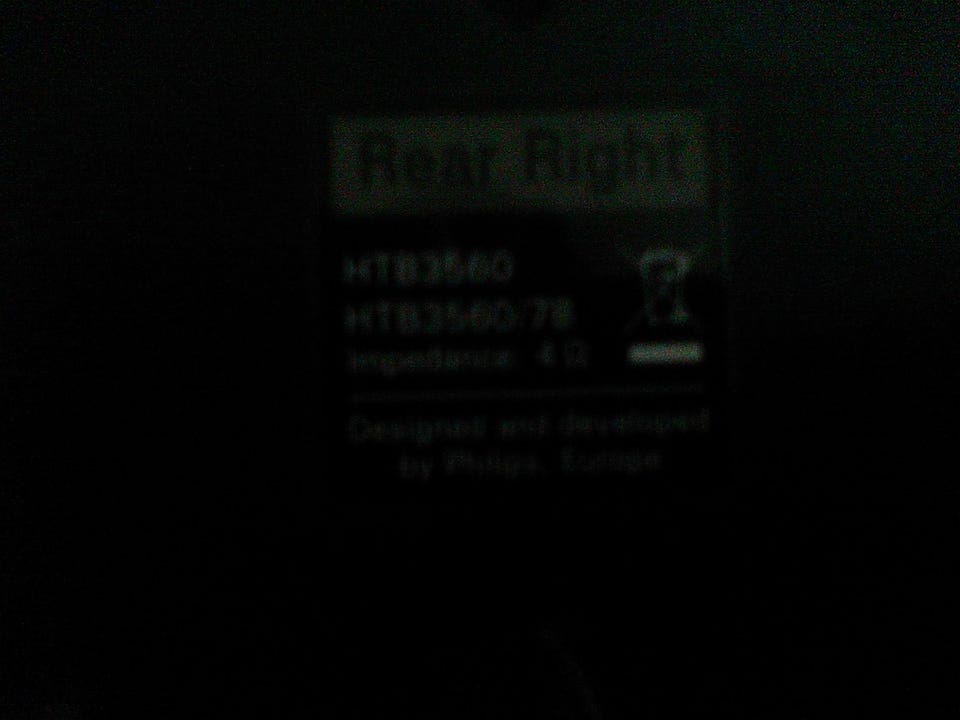 Rear Right
HTB3560
HTB3560/78
Impedance: 4 Ω
Designed and developed
by Philips, Europe